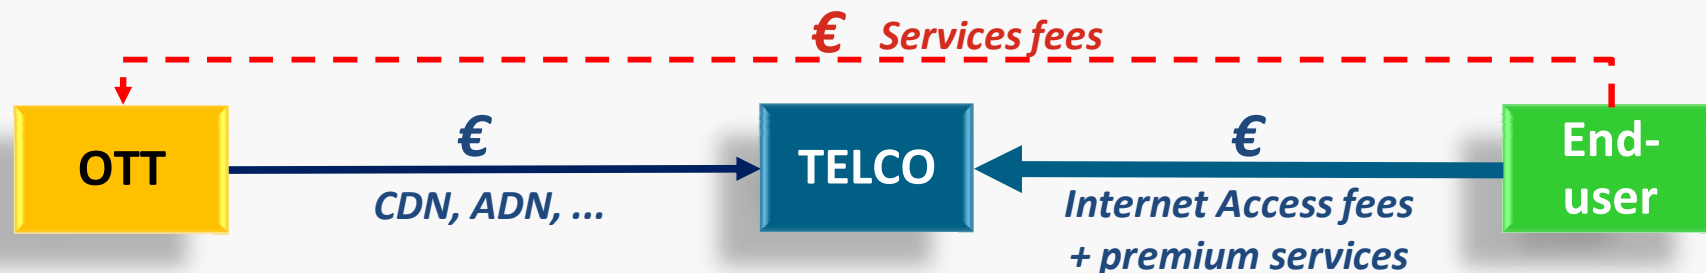 € Services fees
OTT
€
CDN, ADN, ...
TELCO
€
Internet Access fees
+ premium services
End-
user